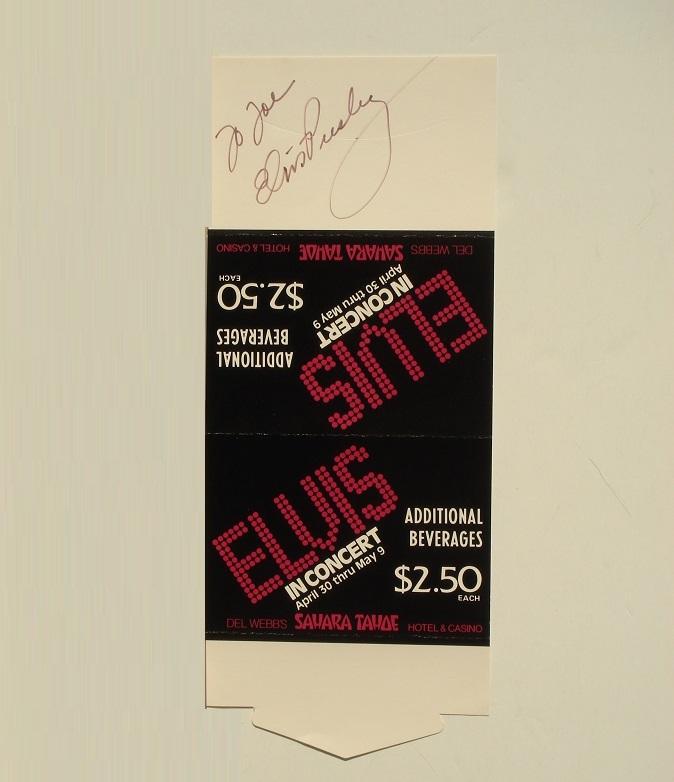 To Joe
Elvis Presley
DEL WEBB'S SAHARA TAHOE HOTEL & CASINO
ELVIS
IN CONCERT
April 30 thru May 9
ADDITIONAL
BEVERAGES
$2.50
EACH
ELVIS
IN CONCERT
April 30 thru May 9
ADDITIONAL
BEVERAGES
$2.50
EACH
DEL WEBB'S SAHARA TAHOE HOTEL & CASINO